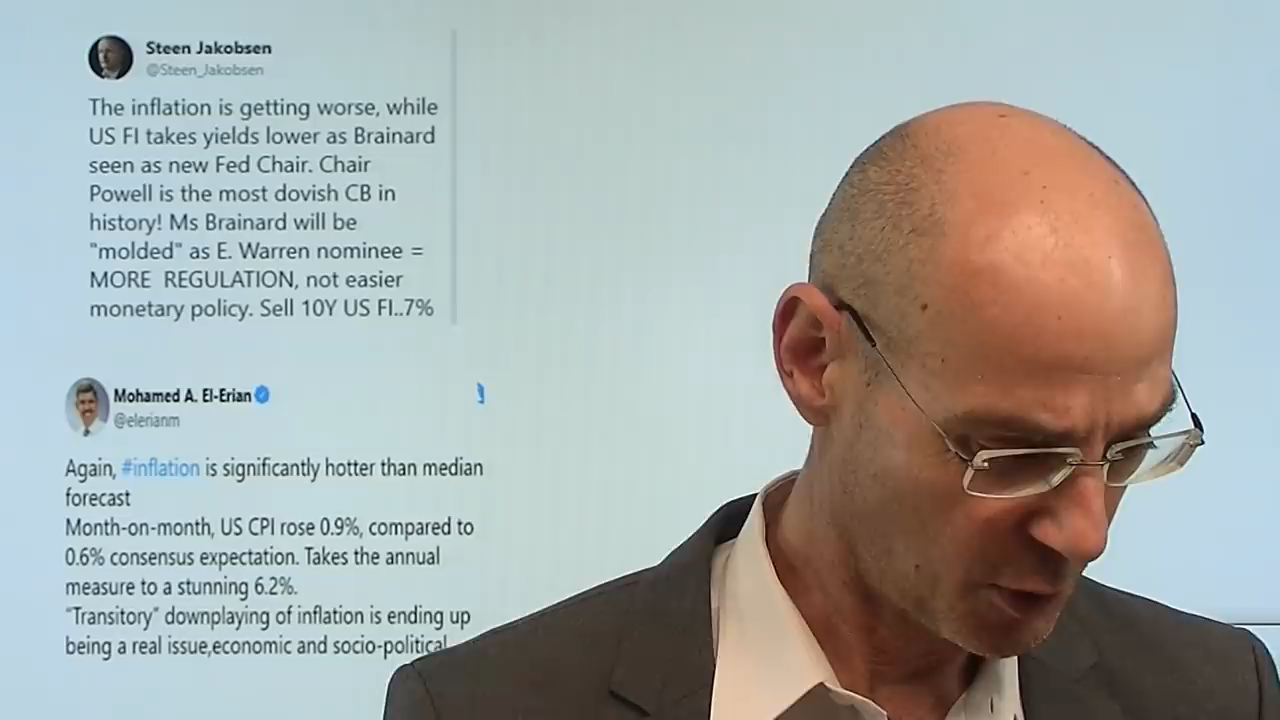 Steen Jakobsen
@Steen_Jakobsen
The inflation is getting worse, while
US FI takes yields lower as Brainard
seen as new Fed Chair. Chair
Powell is the most dovish CB in
history! Ms Brainard will be
"molded" as E. Warren nominee =
MORE REGULATION, not easier
monetary policy. Sell 10Y US FI..7%
Mohamed A. El-Erian
@elerianm
Again, #inflation is significantly hotter than median
forecast
Month-on-month, US CPI rose 0.9%, compared to
0.6% consensus expectation. Takes the annual
measure to a stunning 6.2%.
“Transitory” downplaying of inflation is ending up
being a real issue,economic and socio-political